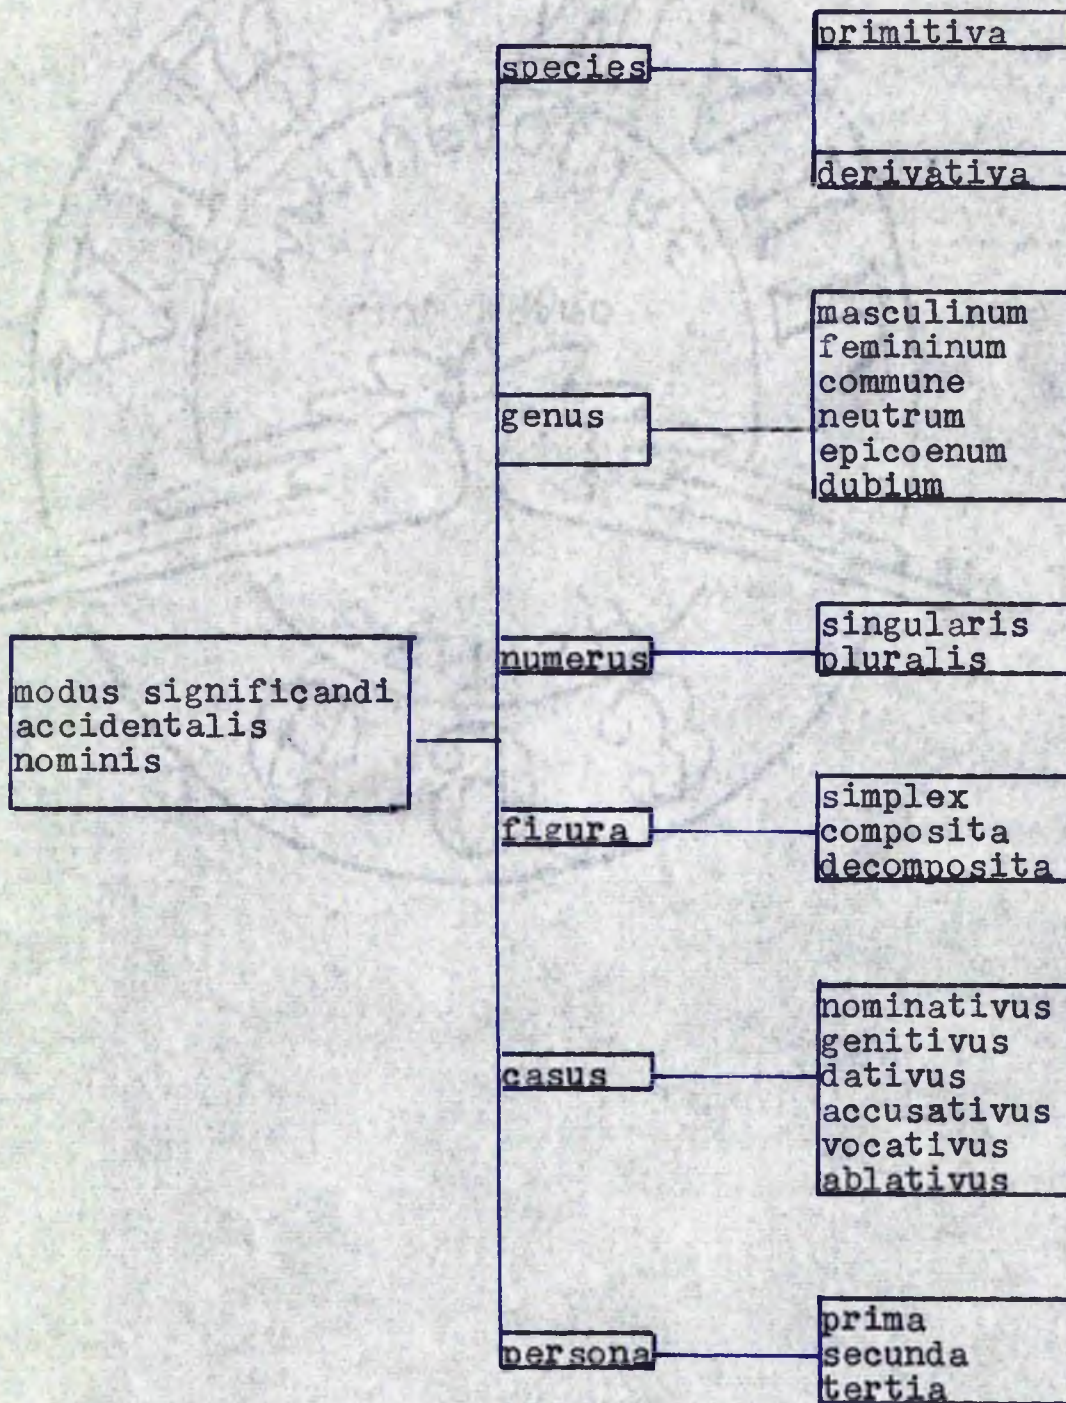 primitiva
species
derivativa
masculinum
femininum
commune
genus
neutrum
epicoenum
dubium
singularis
numerus
pluralis
modus significandi
accidentalis
nominis
simplex
figura
composita
decomposita
nominativus
genitivus
casus
dativus
accusativus
vocativus
ablativus
prima
persona
secunda
tertia